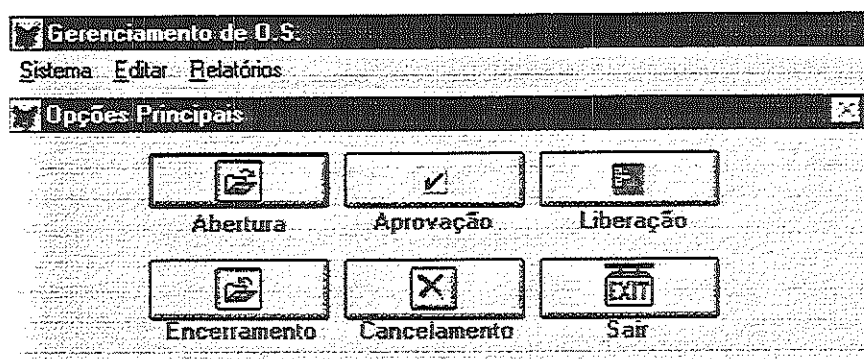 Gerenciamento de O.S:
Sistema Editar Relatórios
Opções Principais
Abertura Aprovação Liberação
EXIT
Encerramento Cancelamento Sair